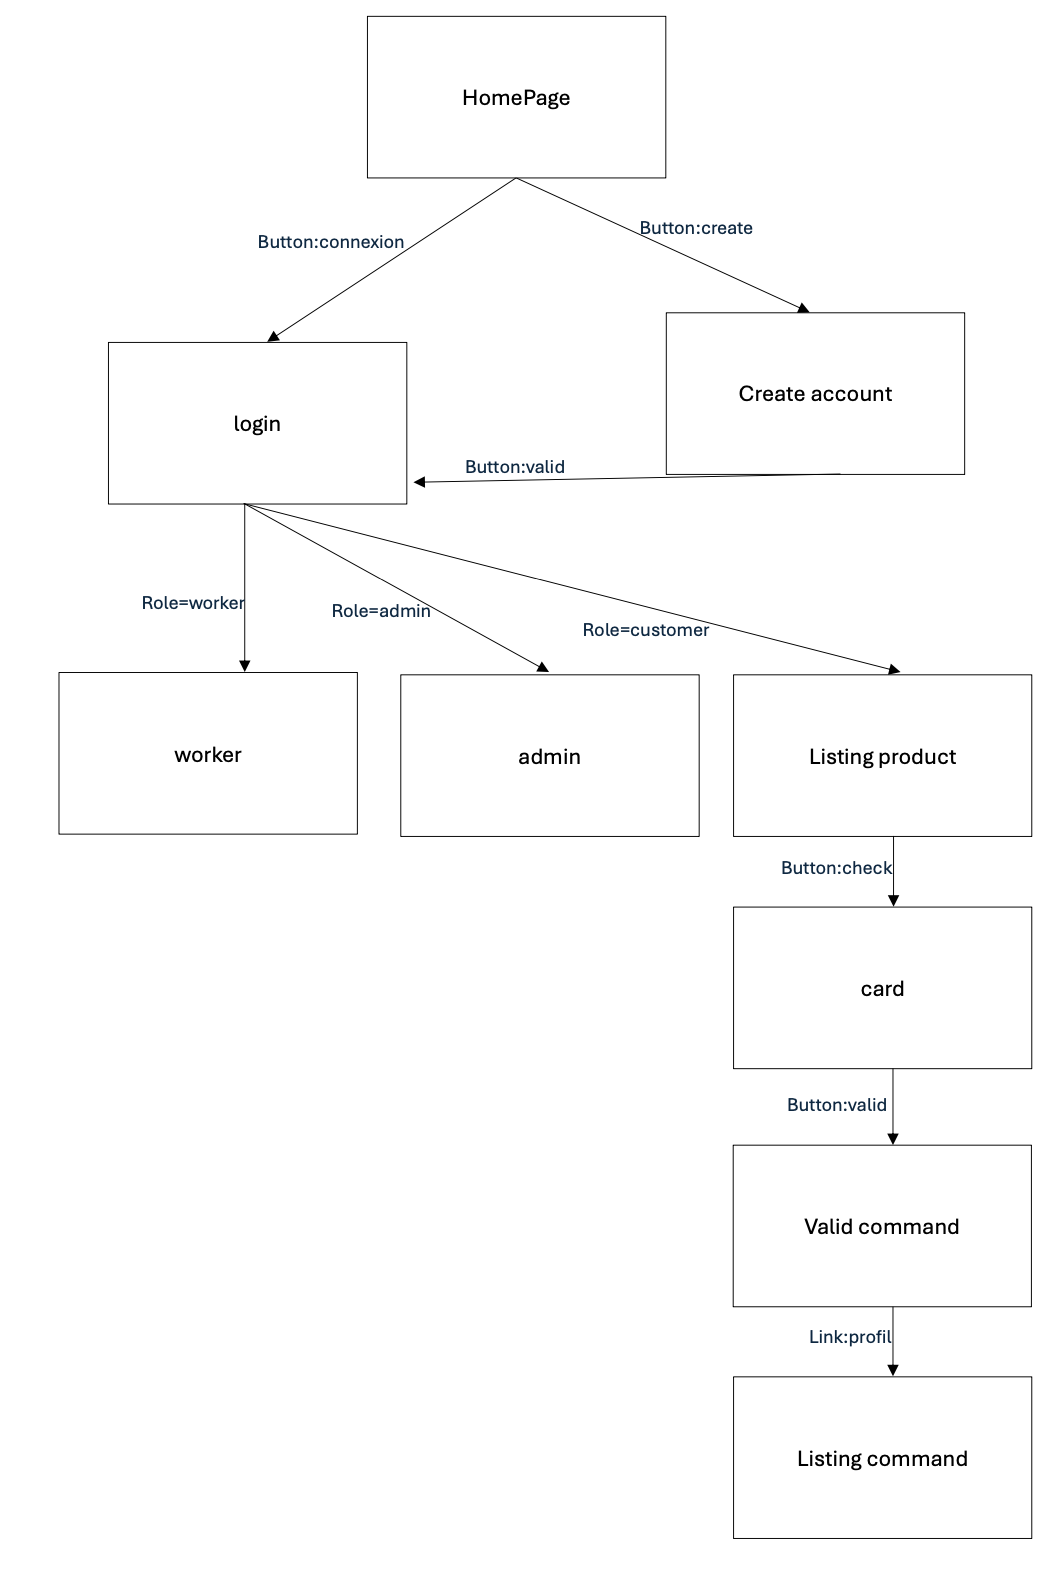 HomePage
Button:connexion
Button:create
login
Create account
Button:valid
Role=worker
Role=admin
Role=customer
worker
admin
Listing product
Button:check
card
Button:valid
Valid command
Link:profil
Listing command